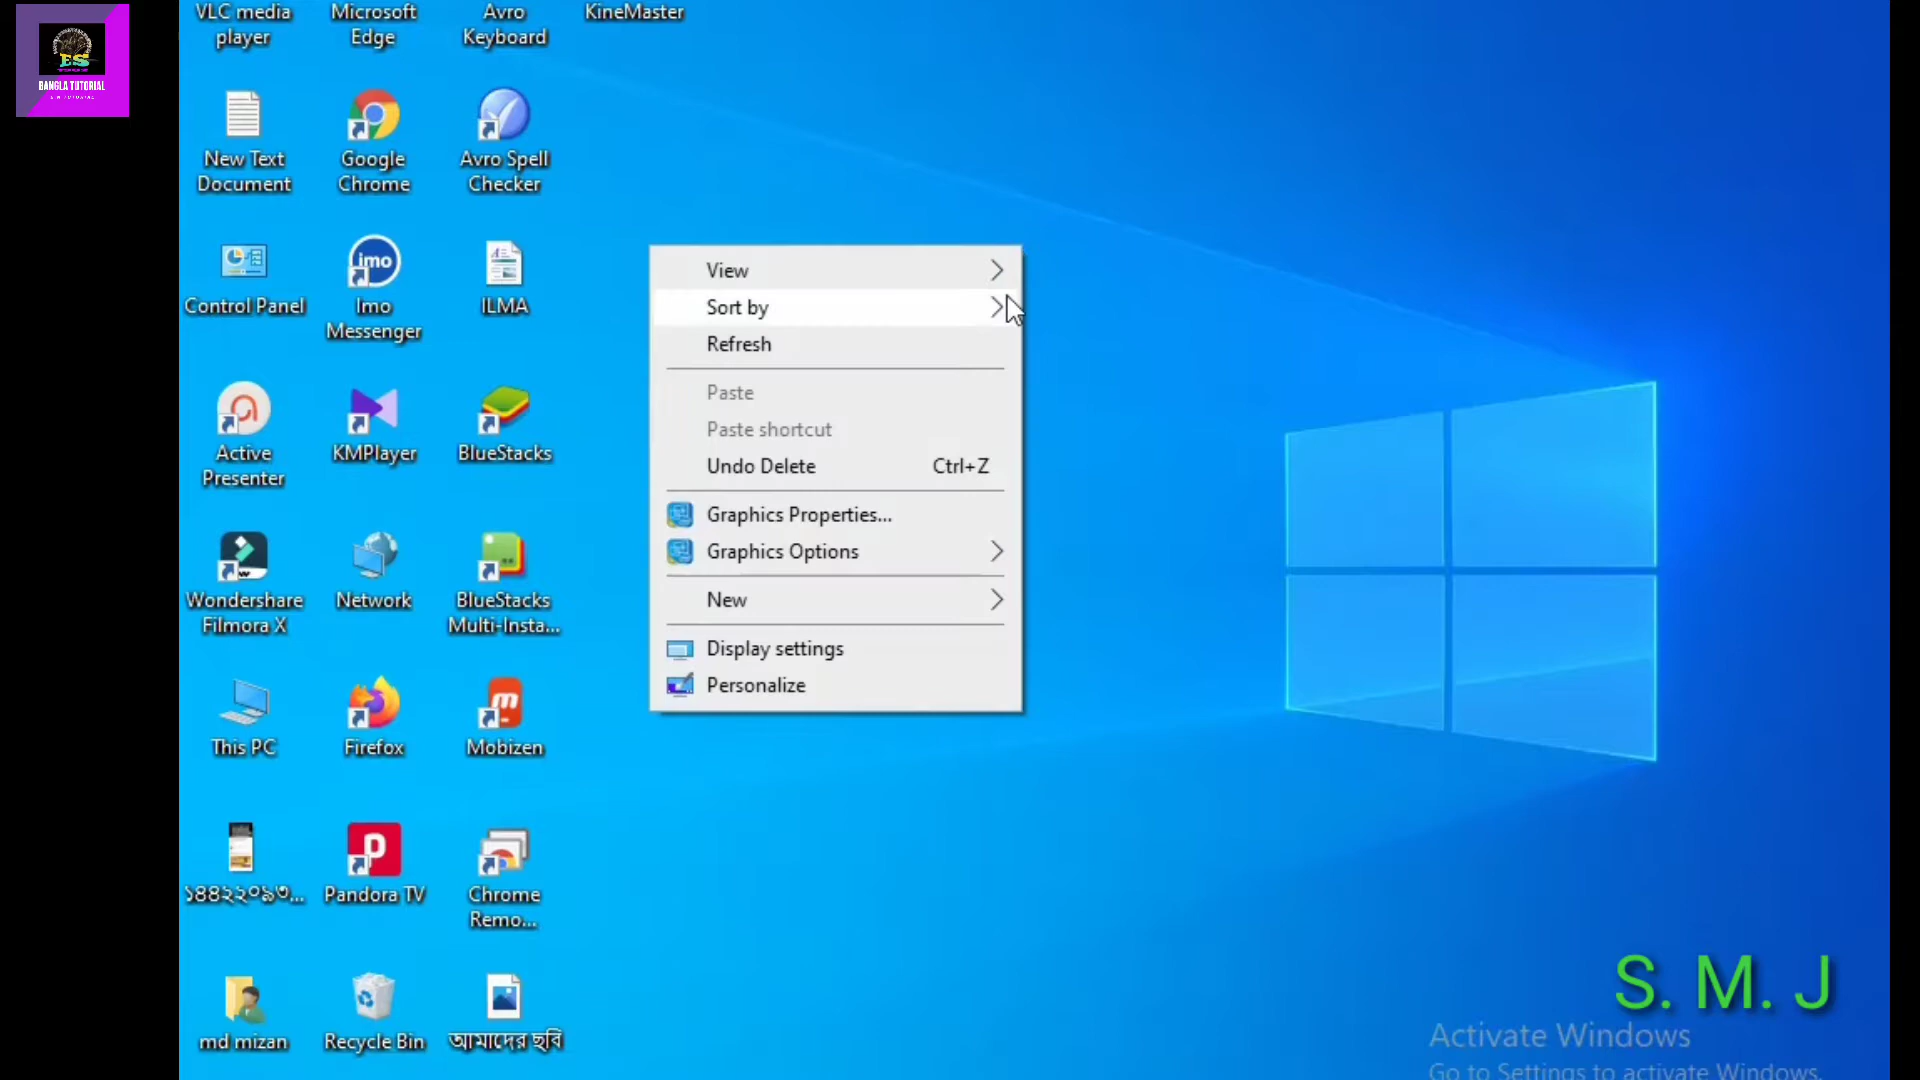 VLC media
player
Microsoft
Edge
Avro
Keyboard
KineMaster
ES
BANGLA TUTORIAL
New Text
Document
Google
Chrome
Avro Spell
Checker
Control Panel
imo
Imo
Messenger
ILMA
Active
Presenter
KMPlayer
BlueStacks
Wondershare
Filmora X
Network
BlueStacks
Multi-Insta...
This PC
Firefox
Mobizen
১৪৪২২০৯৩...
Pandora TV
Chrome
Remo...
md mizan
Recycle Bin
আমাদের ছবি
View
Sort by
Refresh
Paste
Paste shortcut
Undo Delete Ctrl+Z
Graphics Properties...
Graphics Options
New
Display settings
Personalize
S. M. J
Activate Windows
Go to Settings to activate Windows.